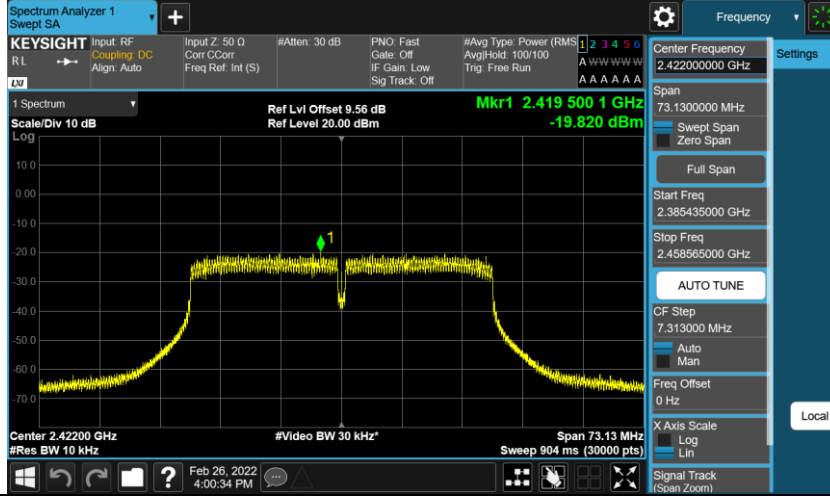 Spectrum Analyzer 1
Swept SA
+
Frequency
KEYSIGHT
RL
LXI
Input: RF
Coupling: DC
Align: Auto
Input Z: 50 Ω
Corr CCorr
Freq Ref: Int (S)
#Atten: 30 dB
PNO: Fast
Gate: Off
IF Gain: Low
Sig Track: Off
#Avg Type: Power (RMS
Avg|Hold: 100/100
Trig: Free Run
1 2 3 4 5 6
A W W W W W
A A A A A A
1 Spectrum
Scale/Div 10 dB
Log
Ref Lvl Offset 9.56 dB
Ref Level 20.00 dBm
Mkr1 2.419 500 1 GHz
-19.820 dBm
10.0
0.00
-10.0
1
-20.0
-30.0
-40.0
-50.0
-60.0
-70.0
Center 2.42200 GHz
#Res BW 10 kHz
#Video BW 30 kHz*
Span 73.13 MHz
Sweep 904 ms (30000 pts)
?
Feb 26, 2022
4:00:34 PM
Center Frequency
2.422000000 GHz
Settings
Span
73.1300000 MHz
Swept Span
Zero Span
Full Span
Start Freq
2.385435000 GHz
Stop Freq
2.458565000 GHz
AUTO TUNE
CF Step
7.313000 MHz
Auto
Man
Freq Offset
0 Hz
Local
X Axis Scale
Log
Lin
Signal Track
(Span Zoom)